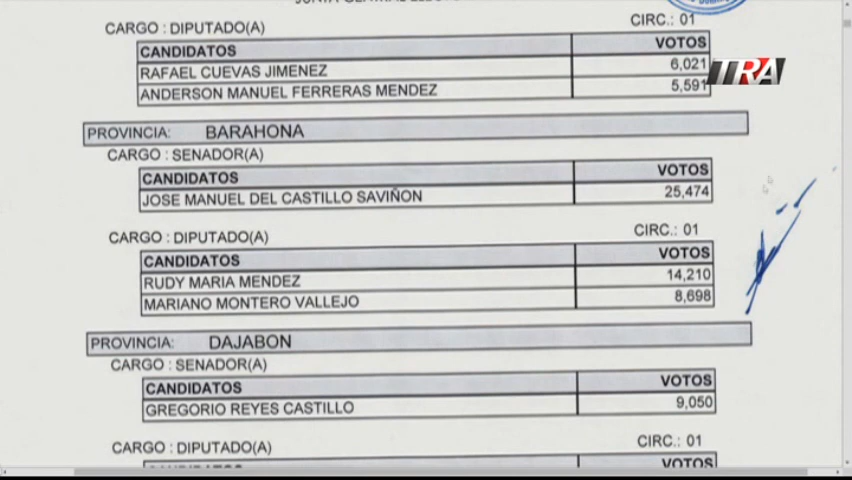 CARGO : DIPUTADO(A) CIRC.: 01
CANDIDATOS VOTOS
RAFAEL CUEVAS JIMENEZ 6,021
ANDERSON MANUEL FERRERAS MENDEZ 5,591
TRA
PROVINCIA: BARAHONA
CARGO : SENADOR(A)
CANDIDATOS VOTOS
JOSE MANUEL DEL CASTILLO SAVIÑON 25,474
CARGO : DIPUTADO(A) CIRC.: 01
CANDIDATOS VOTOS
RUDY MARIA MENDEZ 14,210
MARIANO MONTERO VALLEJO 8,698
PROVINCIA: DAJABON
CARGO : SENADOR(A)
CANDIDATOS VOTOS
GREGORIO REYES CASTILLO 9,050
CARGO : DIPUTADO(A) CIRC.: 01
CANDIDATOS VOTOS